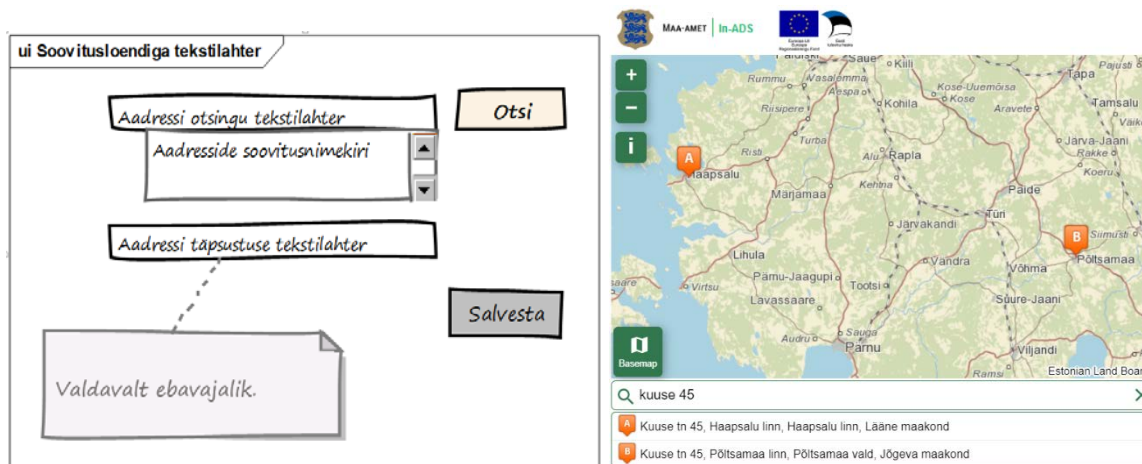 ui Soovitusloendiga tekstilahter
Aadressi otsingu tekstilahter
Otsi
Aadresside soovitusnimekiri
Aadressi täpsustuse tekstilahter
Salvesta
Valdavalt ebavajalik.
MAA-AMET | In-ADS
+
−
i
Paldiski
Saue
Kiili
Rummu
Vasalemma
Aespa
Kohila
Kose-Uuemõisa
Kose
Tapa
Pajusti
Riisipere
Aravete
Tamsalu
Turba
Järva-Jaani
Rakke
Risti
Alu
Rapla
Koeru
A
Haapsalu
Märjamaa
Kehtna
Paide
Järvakandi
Türi
B
Siimusti
Lihula
Vändra
Võhma
Põltsamaa
Virtsu
Pärnu-Jaagupi
Tootsi
Lavassaare
Suure-Jaani
Audru
Sauga
Pärnu
Viljandi
Ramsi
Basemap
Estonian Land Boar
kuuse 45
A Kuuse tn 45, Haapsalu linn, Haapsalu linn, Lääne maakond
B Kuuse tn 45, Põltsamaa linn, Põltsamaa vald, Jõgeva maakond